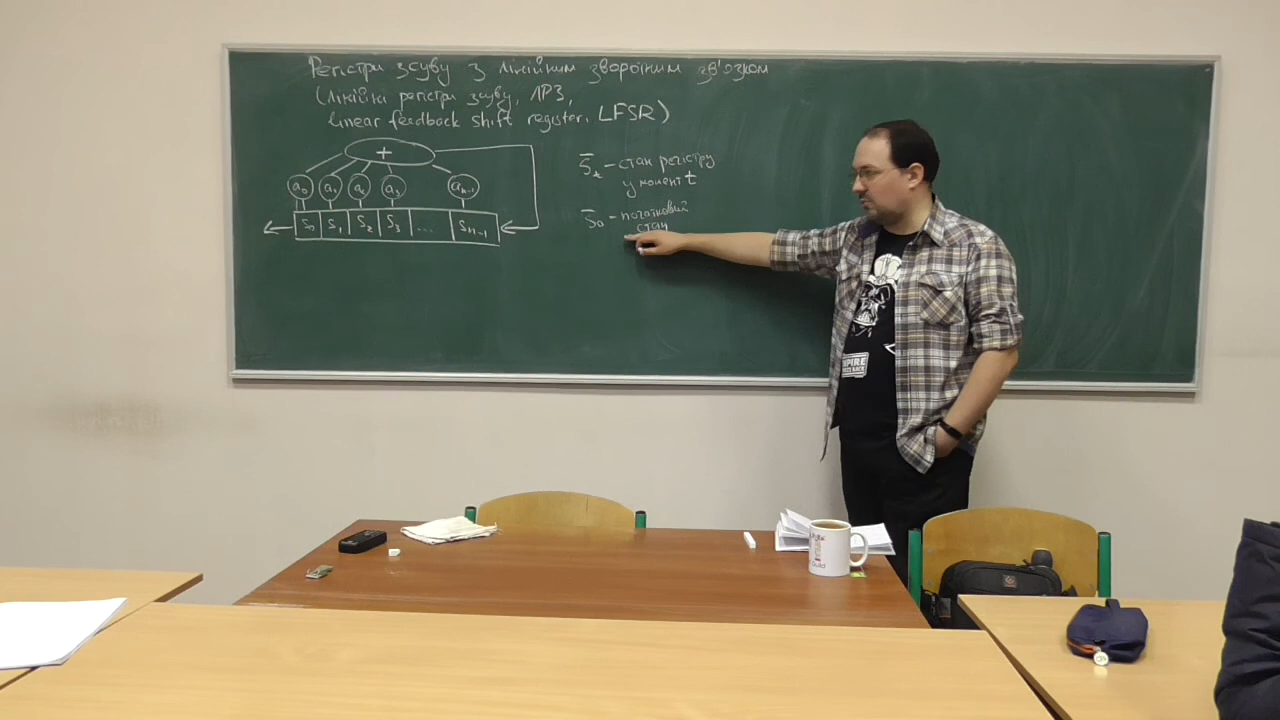 Регістри зсуву з лінійним зворотним зв'язком
(Лінійні регістри зсуву, ЛРЗ,
linear feedback shift register, LFSR)
+
a₀ a₁ a₂ a₃ aₙ₋₁
S₀ S₁ S₂ S₃ ... Sₙ₋₁
S̄ₜ – стан регістру
у момент t
S̄₀ – початковий
стан